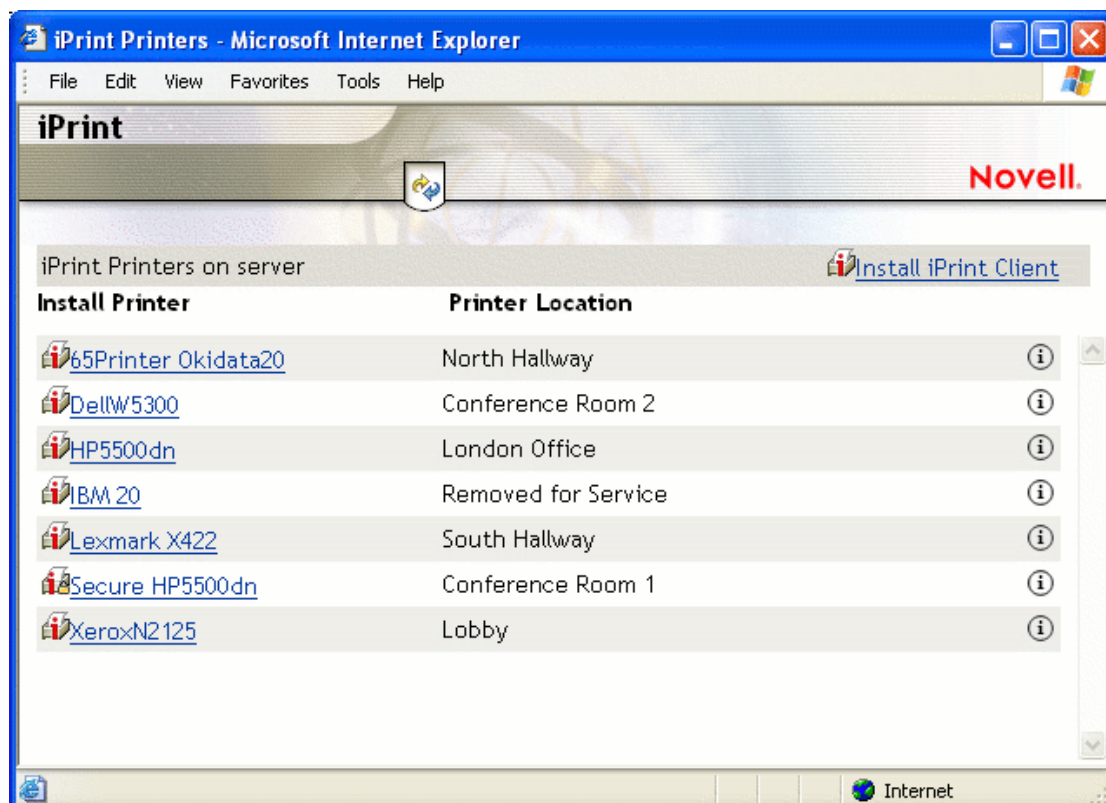 iPrint Printers - Microsoft Internet Explorer
File Edit View Favorites Tools Help
iPrint
Novell.
iPrint Printers on server Install iPrint Client
Install Printer Printer Location
65Printer Okidata20 North Hallway
DellW5300 Conference Room 2
HP5500dn London Office
IBM 20 Removed for Service
Lexmark X422 South Hallway
Secure HP5500dn Conference Room 1
XeroxN2125 Lobby
Internet